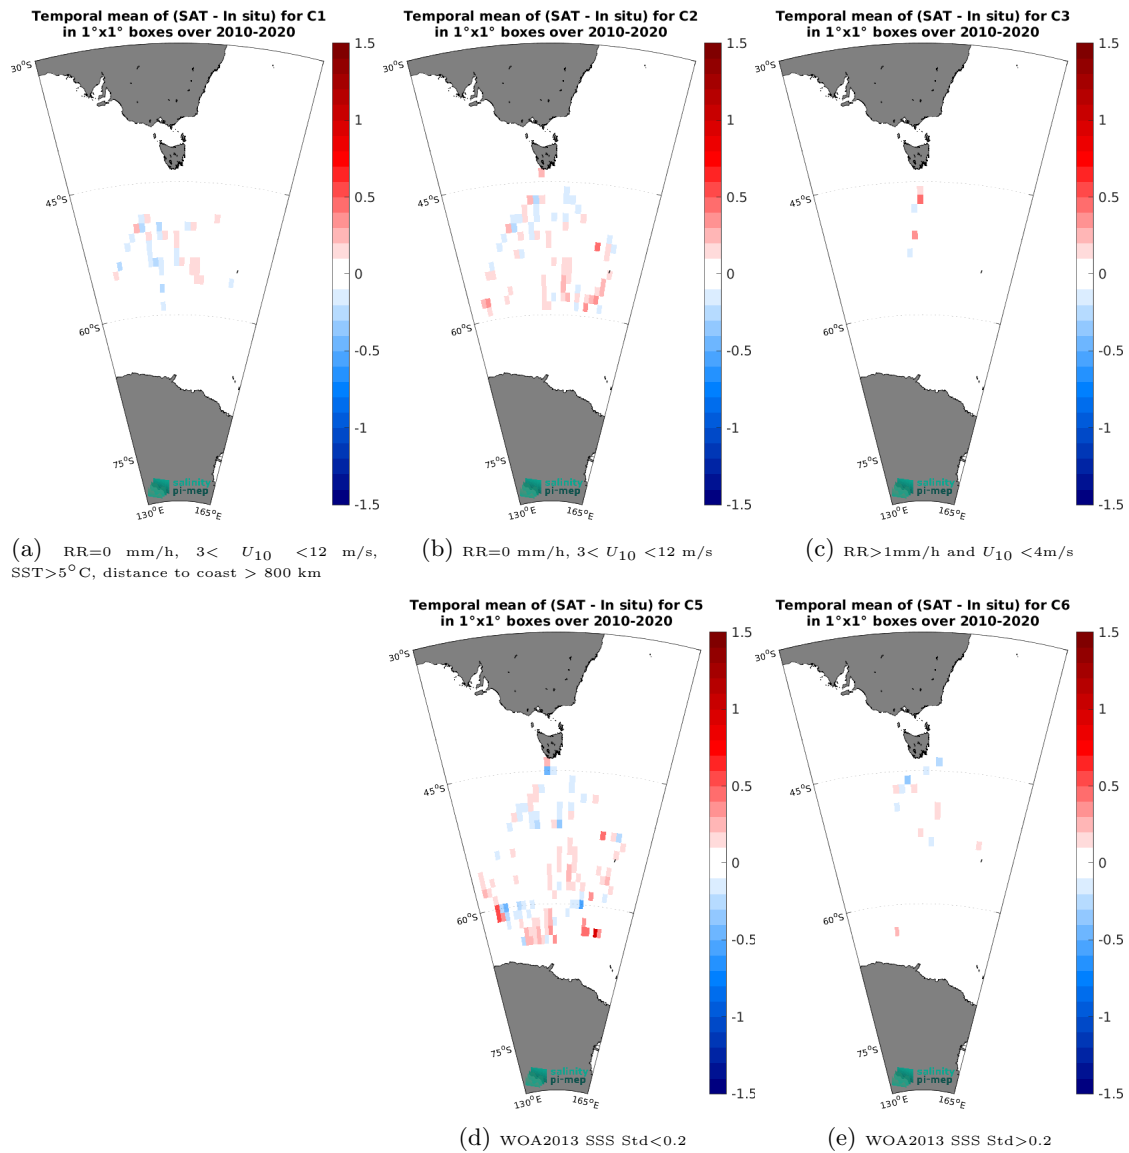 Temporal mean of (SAT - In situ) for C1
in 1°x1° boxes over 2010-2020
30°S
45°S
60°S
75°S
130°E
165°E
1.5
1
0.5
0
-0.5
-1
-1.5
salinity
pi-mep
(a) RR=0 mm/h, 3< U10 <12 m/s,
SST>5°C, distance to coast > 800 km
Temporal mean of (SAT - In situ) for C2
in 1°x1° boxes over 2010-2020
30°S
45°S
60°S
75°S
130°E
165°E
1.5
1
0.5
0
-0.5
-1
-1.5
salinity
pi-mep
(b) RR=0 mm/h, 3< U10 <12 m/s
Temporal mean of (SAT - In situ) for C3
in 1°x1° boxes over 2010-2020
30°S
45°S
60°S
75°S
130°E
165°E
1.5
1
0.5
0
-0.5
-1
-1.5
salinity
pi-mep
(c) RR>1mm/h and U10 <4m/s
Temporal mean of (SAT - In situ) for C5
in 1°x1° boxes over 2010-2020
30°S
45°S
60°S
75°S
130°E
165°E
1.5
1
0.5
0
-0.5
-1
-1.5
salinity
pi-mep
(d) WOA2013 SSS Std<0.2
Temporal mean of (SAT - In situ) for C6
in 1°x1° boxes over 2010-2020
30°S
45°S
60°S
75°S
130°E
165°E
1.5
1
0.5
0
-0.5
-1
-1.5
salinity
pi-mep
(e) WOA2013 SSS Std>0.2